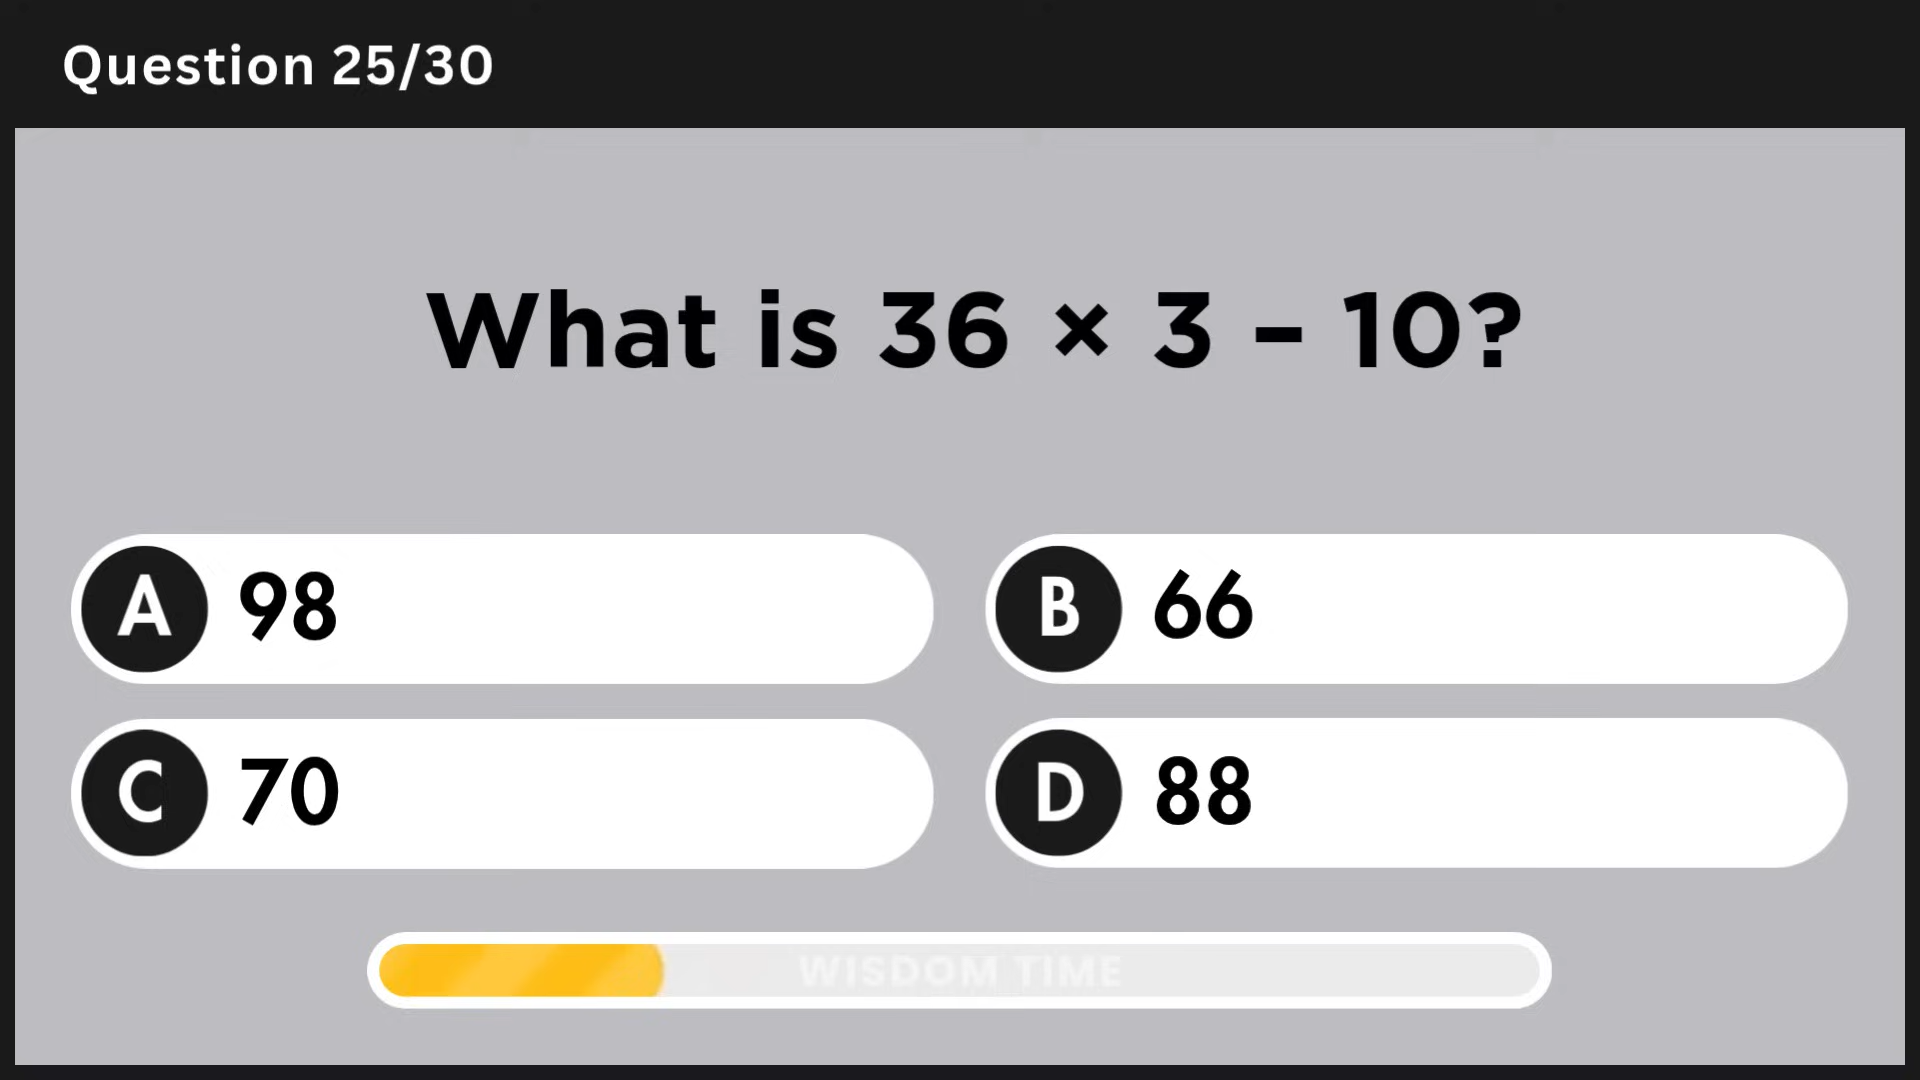 Question 25/30
What is 36 × 3 – 10?
A 98
B 66
C 70
D 88
WISDOM TIME